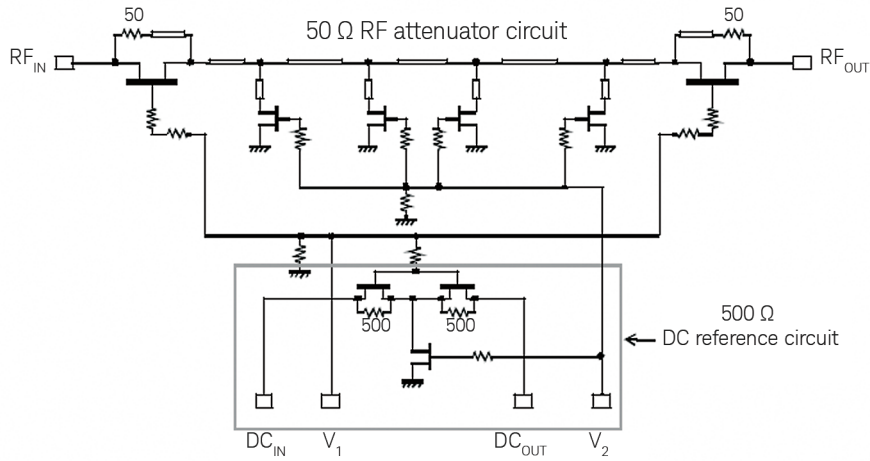 50
50 Ω RF attenuator circuit
50
RF_IN
RF_OUT
500
500
500 Ω
DC reference circuit
DC_IN
V_1
DC_OUT
V_2